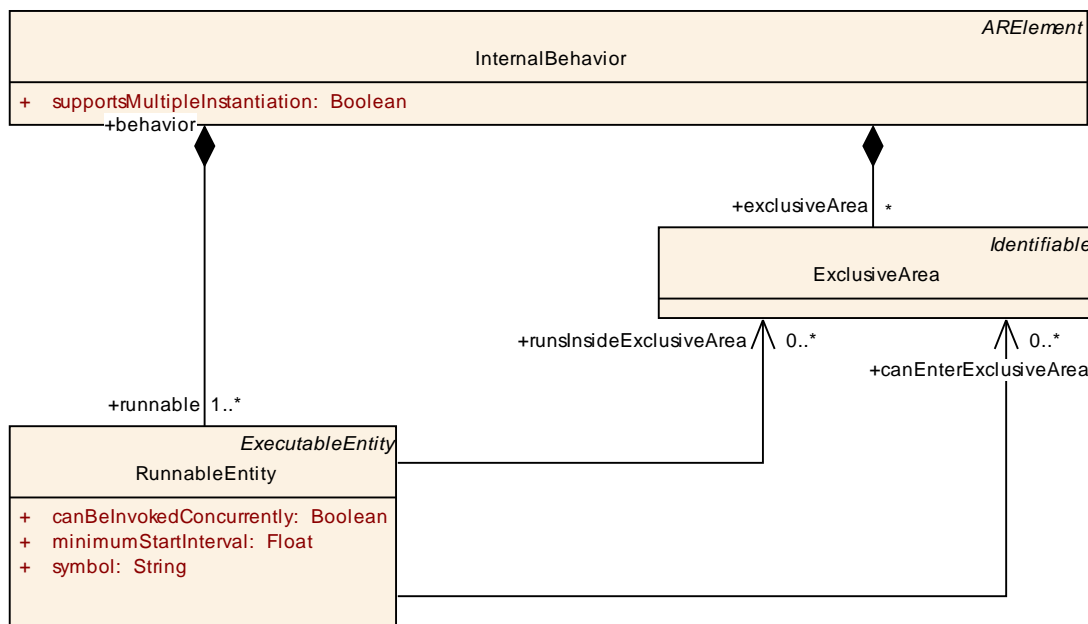 ARElement
InternalBehavior
+ supportsMultipleInstantiation: Boolean
+behavior
+exclusiveArea *
Identifiable
ExclusiveArea
+runsInsideExclusiveArea 0..* 0..*
+canEnterExclusiveArea
+runnable 1..*
ExecutableEntity
RunnableEntity
+ canBeInvokedConcurrently: Boolean
+ minimumStartInterval: Float
+ symbol: String